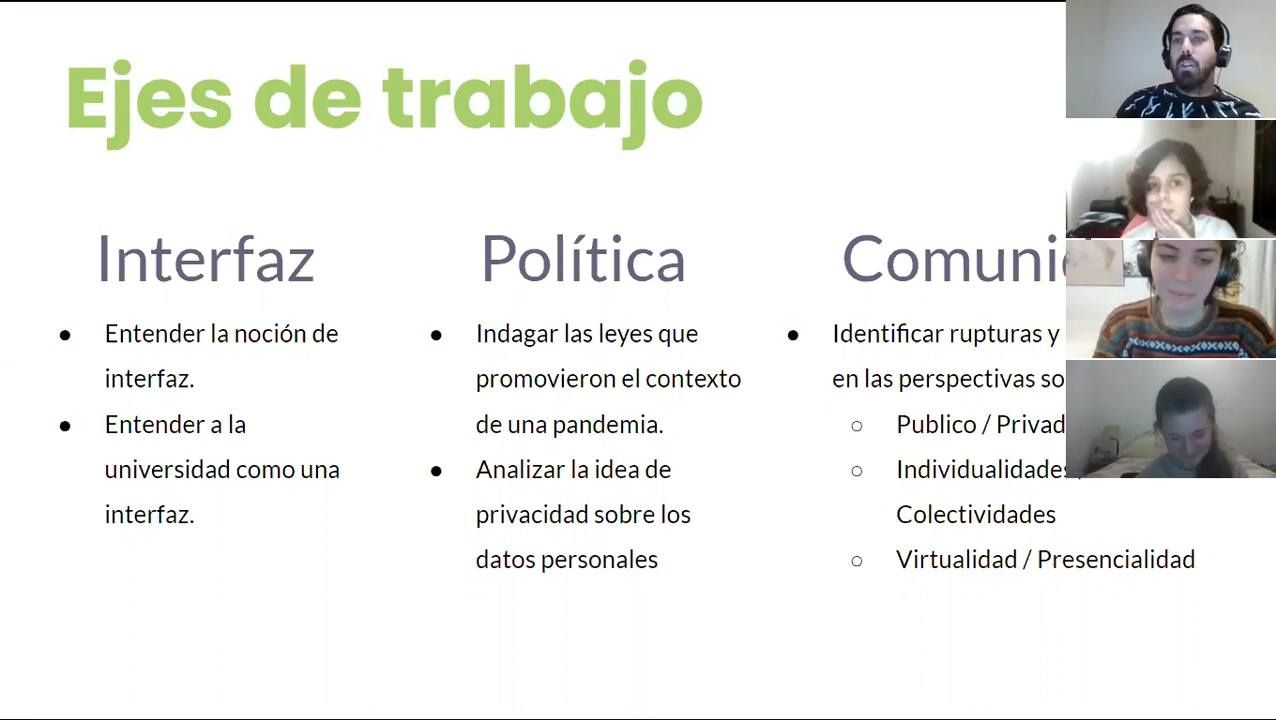 Ejes de trabajo
Interfaz
Entender la noción de
interfaz.
Entender a la
universidad como una
interfaz.
Política
Indagar las leyes que
promovieron el contexto
de una pandemia.
Analizar la idea de
privacidad sobre los
datos personales
Identificar rupturas y
en las perspectivas
Publico /
Individualidades
Colectividades
Virtualidad / Presencialidad